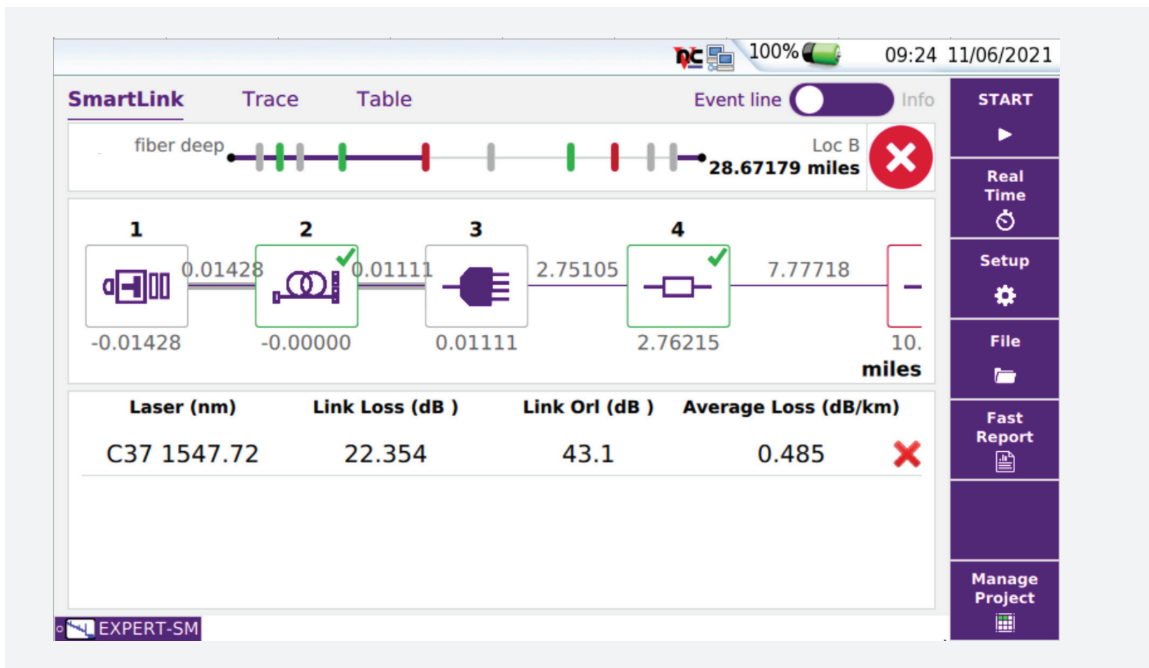 100%
09:24 11/06/2021
SmartLink Trace Table Event line Info
fiber deep
Loc B
28.67179 miles
1 2 3 4
0.01428 0.01111 2.75105 7.77718
-0.01428 -0.00000 0.01111 2.76215 10.
miles
Laser (nm) Link Loss (dB ) Link Orl (dB ) Average Loss (dB/km)
C37 1547.72 22.354 43.1 0.485
START
Real
Time
Setup
File
Fast
Report
Manage
Project
EXPERT-SM